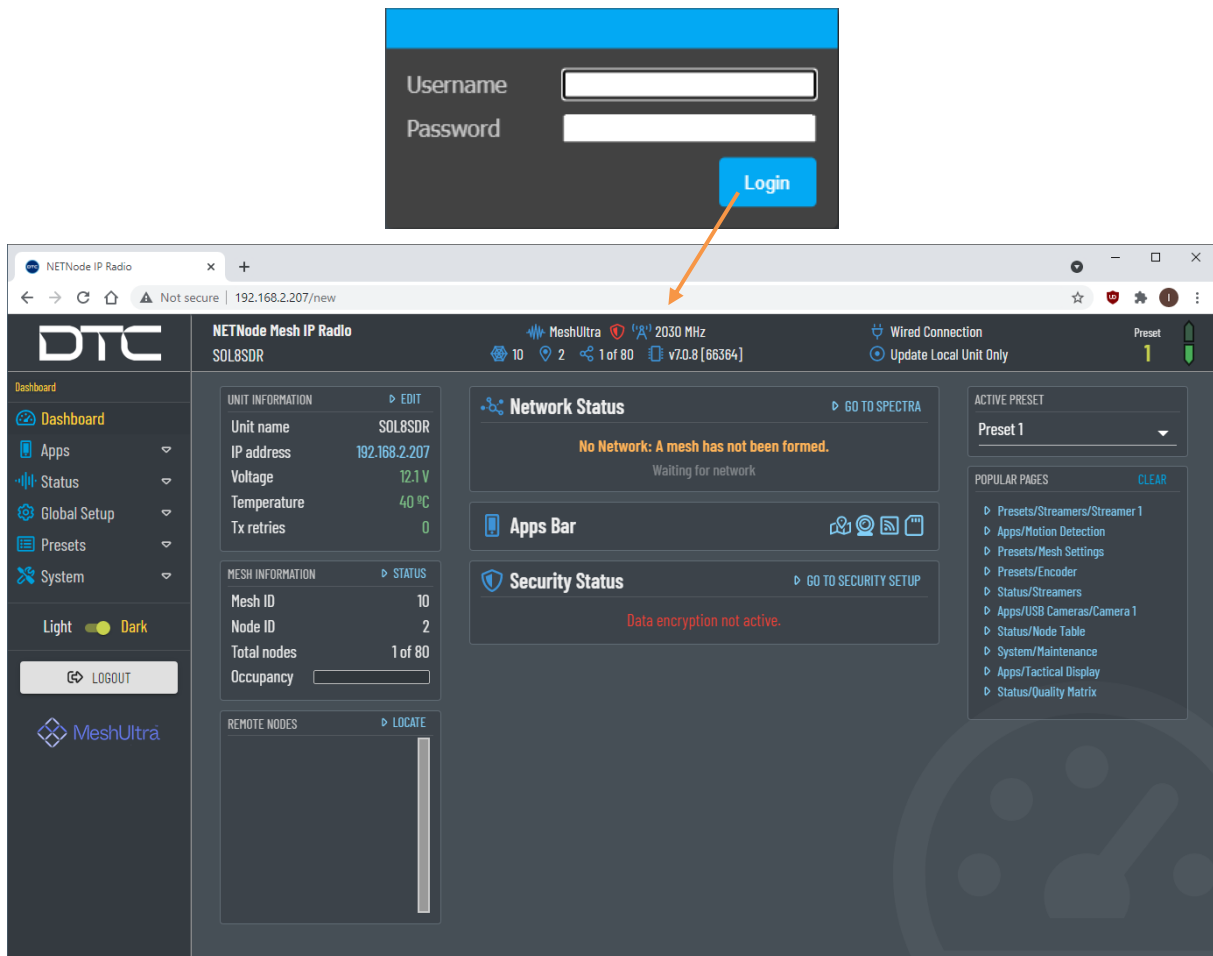 Username
Password
Login
NETNode IP Radio
Not secure | 192.168.2.207/new
DTC
NETNode Mesh IP Radio
SOL8SDR
MeshUltra 2030 MHz
10 2 1 of 80 v7.0.8 [66364]
Wired Connection
Update Local Unit Only
Preset
1
Dashboard
Dashboard
Apps
Status
Global Setup
Presets
System
Light Dark
LOGOUT
MeshUltra
UNIT INFORMATION EDIT
Unit name SOL8SDR
IP address 192.168.2.207
Voltage 12.1 V
Temperature 40 ºC
Tx retries 0
MESH INFORMATION STATUS
Mesh ID 10
Node ID 2
Total nodes 1 of 80
Occupancy
REMOTE NODES LOCATE
Network Status GO TO SPECTRA
No Network: A mesh has not been formed.
Waiting for network
Apps Bar
Security Status GO TO SECURITY SETUP
Data encryption not active.
ACTIVE PRESET
Preset 1
POPULAR PAGES CLEAR
Presets/Streamers/Streamer 1
Apps/Motion Detection
Presets/Mesh Settings
Presets/Encoder
Status/Streamers
Apps/USB Cameras/Camera 1
Status/Node Table
System/Maintenance
Apps/Tactical Display
Status/Quality Matrix